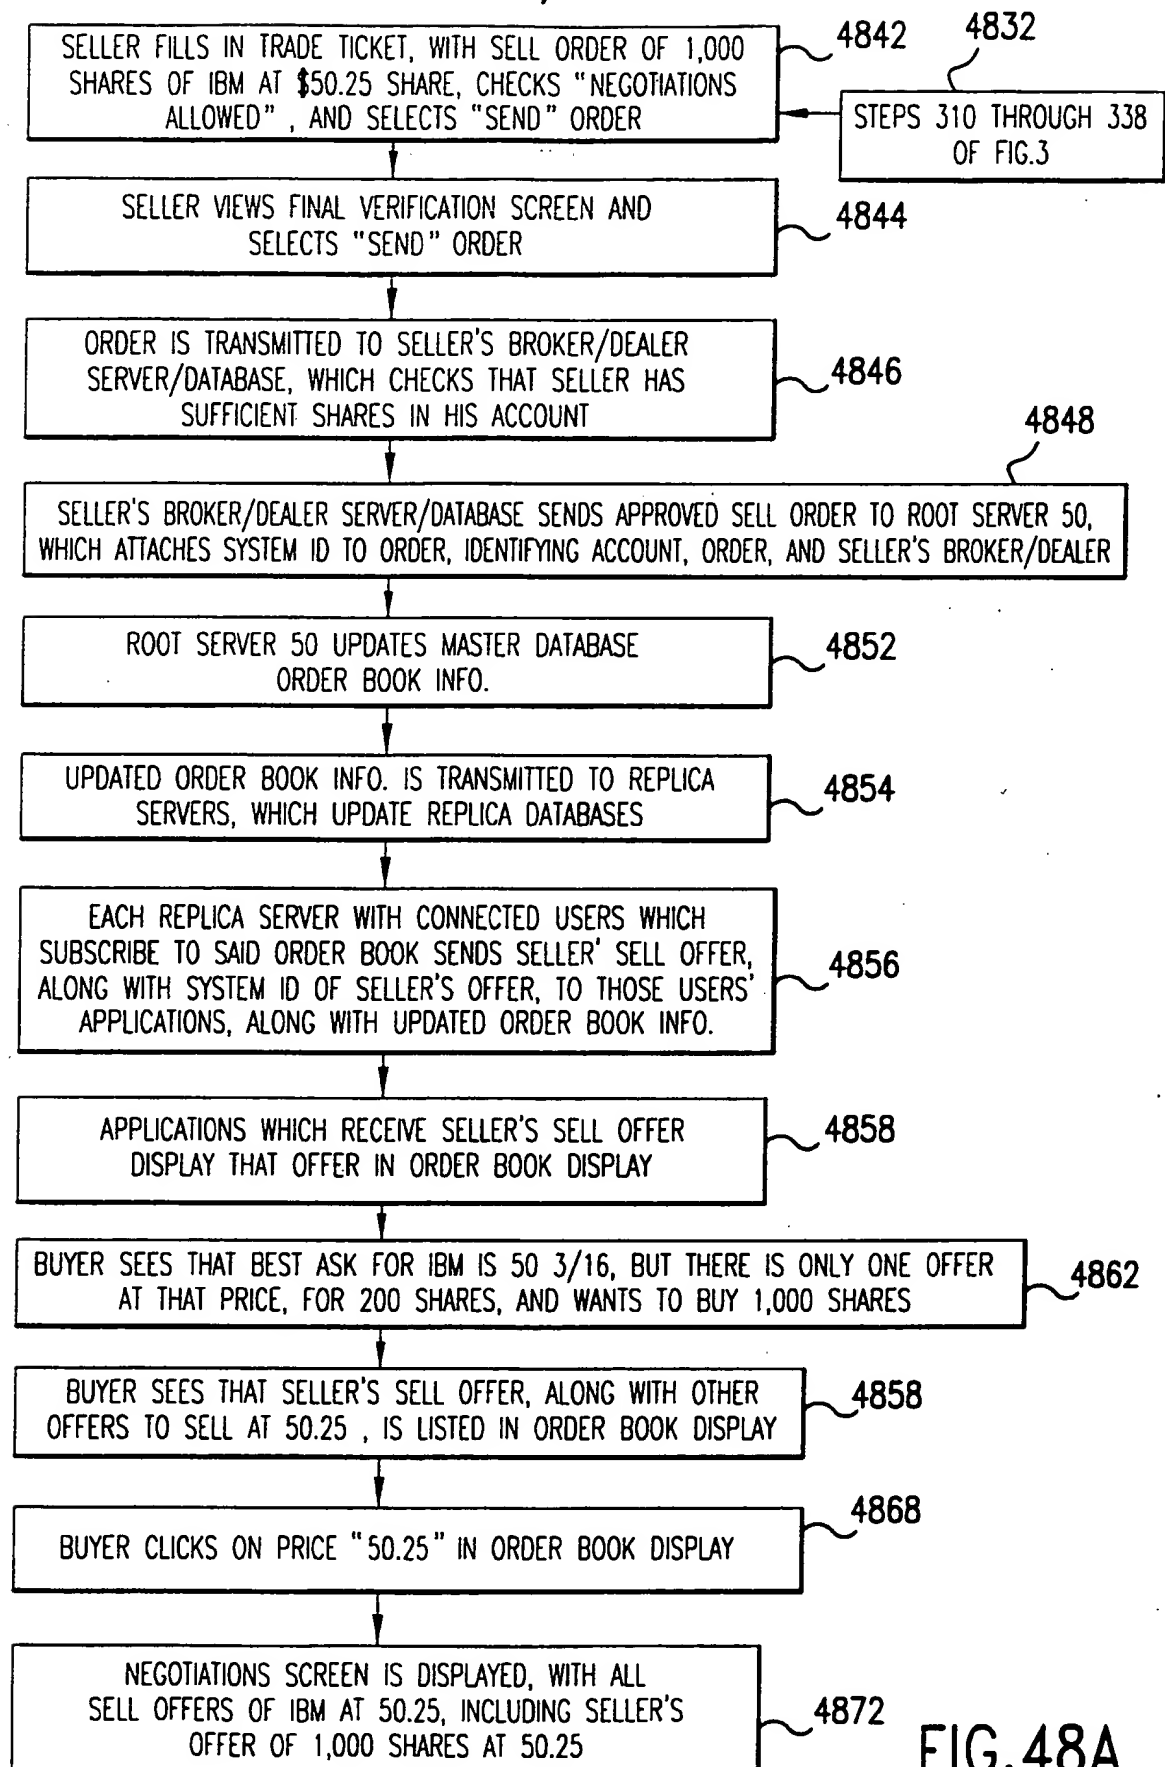 4842
4832
SELLER FILLS IN TRADE TICKET, WITH SELL ORDER OF 1,000
SHARES OF IBM AT $50.25 SHARE, CHECKS "NEGOTIATIONS
ALLOWED" , AND SELECTS "SEND" ORDER
STEPS 310 THROUGH 338
OF FIG.3
SELLER VIEWS FINAL VERIFICATION SCREEN AND
SELECTS "SEND" ORDER
4844
ORDER IS TRANSMITTED TO SELLER'S BROKER/DEALER
SERVER/DATABASE, WHICH CHECKS THAT SELLER HAS
SUFFICIENT SHARES IN HIS ACCOUNT
4846
4848
SELLER'S BROKER/DEALER SERVER/DATABASE SENDS APPROVED SELL ORDER TO ROOT SERVER 50,
WHICH ATTACHES SYSTEM ID TO ORDER, IDENTIFYING ACCOUNT, ORDER, AND SELLER'S BROKER/DEALER
ROOT SERVER 50 UPDATES MASTER DATABASE
ORDER BOOK INFO.
4852
UPDATED ORDER BOOK INFO. IS TRANSMITTED TO REPLICA
SERVERS, WHICH UPDATE REPLICA DATABASES
4854
EACH REPLICA SERVER WITH CONNECTED USERS WHICH
SUBSCRIBE TO SAID ORDER BOOK SENDS SELLER' SELL OFFER,
ALONG WITH SYSTEM ID OF SELLER'S OFFER, TO THOSE USERS'
APPLICATIONS, ALONG WITH UPDATED ORDER BOOK INFO.
4856
APPLICATIONS WHICH RECEIVE SELLER'S SELL OFFER
DISPLAY THAT OFFER IN ORDER BOOK DISPLAY
4858
BUYER SEES THAT BEST ASK FOR IBM IS 50 3/16, BUT THERE IS ONLY ONE OFFER
AT THAT PRICE, FOR 200 SHARES, AND WANTS TO BUY 1,000 SHARES
4862
BUYER SEES THAT SELLER'S SELL OFFER, ALONG WITH OTHER
OFFERS TO SELL AT 50.25 , IS LISTED IN ORDER BOOK DISPLAY
4858
BUYER CLICKS ON PRICE "50.25" IN ORDER BOOK DISPLAY
4868
NEGOTIATIONS SCREEN IS DISPLAYED, WITH ALL
SELL OFFERS OF IBM AT 50.25, INCLUDING SELLER'S
OFFER OF 1,000 SHARES AT 50.25
4872
FIG.48A